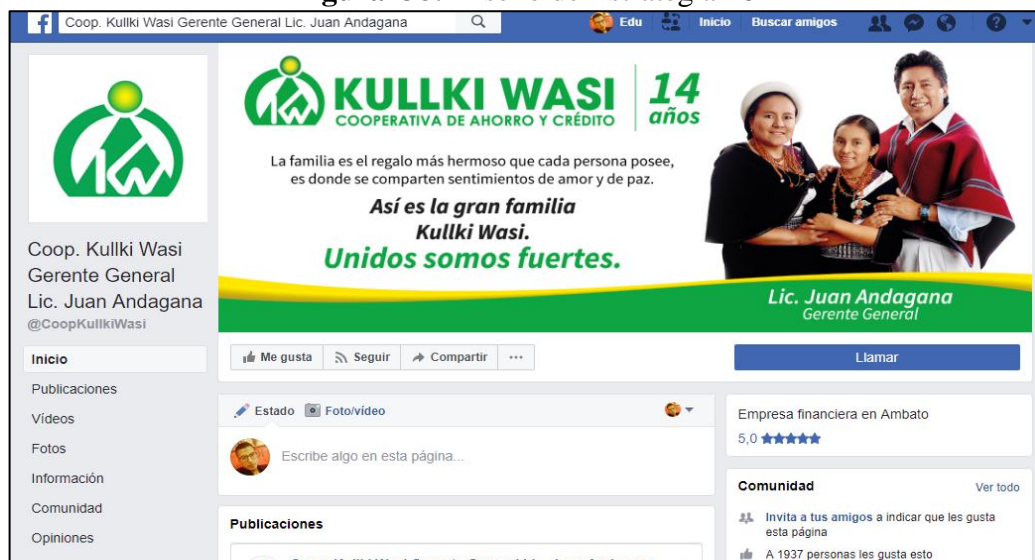 Coop. Kullki Wasi Gerente General Lic. Juan Andagana
Edu
Inicio
Buscar amigos
KULLKI WASI
COOPERATIVA DE AHORRO Y CRÉDITO
14
años
La familia es el regalo más hermoso que cada persona posee,
es donde se comparten sentimientos de amor y de paz.
Así es la gran familia
Kullki Wasi.
Unidos somos fuertes.
Lic. Juan Andagana
Gerente General
Coop. Kullki Wasi
Gerente General
Lic. Juan Andagana
@CoopKullkiWasi
Inicio
Publicaciones
Vídeos
Fotos
Información
Comunidad
Opiniones
Me gusta
Seguir
Compartir
Llamar
Estado
Foto/vídeo
Escribe algo en esta página...
Publicaciones
Empresa financiera en Ambato
5,0
Comunidad
Ver todo
Invita a tus amigos a indicar que les gusta
esta página
A 1937 personas les gusta esto